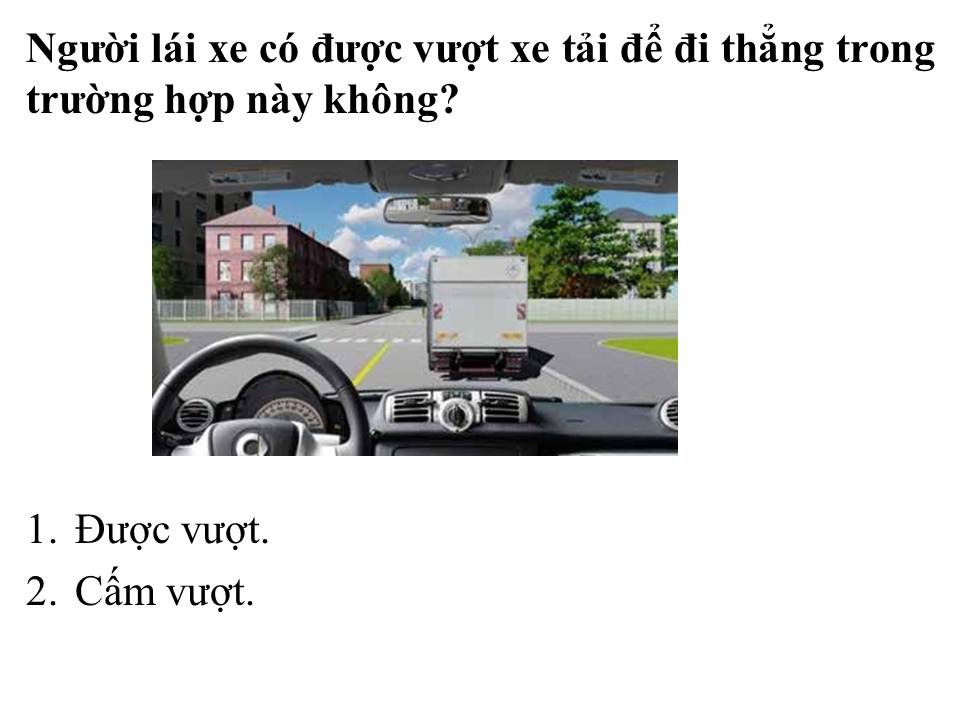 Người lái xe có được vượt xe tải để đi thẳng trong
trường hợp này không?
1. Được vượt.
2. Cấm vượt.